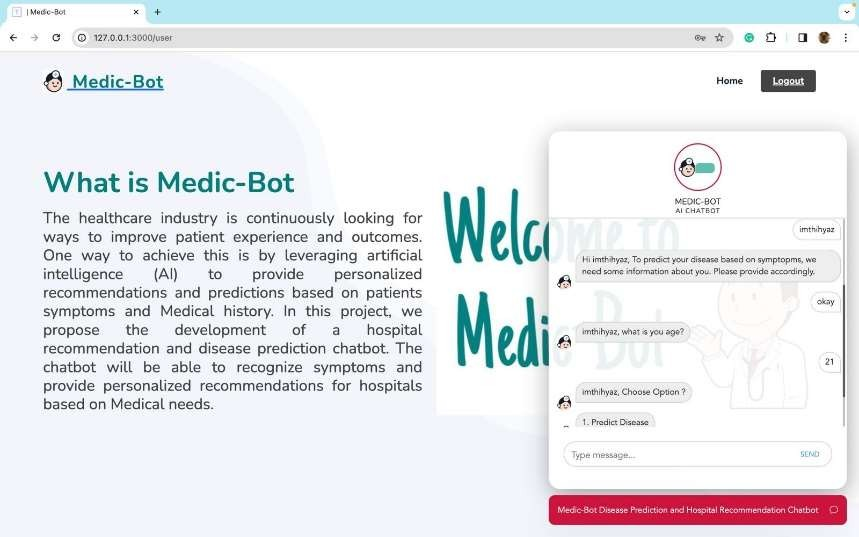 | Medic-Bot
127.0.0.1:3000/user
Medic-Bot
Home
Logout
What is Medic-Bot
The healthcare industry is continuously looking for
ways to improve patient experience and outcomes.
One way to achieve this is by leveraging artificial
intelligence (AI) to provide personalized
recommendations and predictions based on patients
symptoms and Medical history. In this project, we
propose the development of a hospital
recommendation and disease prediction chatbot. The
chatbot will be able to recognize symptoms and
provide personalized recommendations for hospitals
based on Medical needs.
Welcome to
Medic Bot
MEDIC-BOT
AI CHATBOT
imthihyaz
Hi imthihyaz, To predict your disease based on symptopms, we
need some information about you. Please provide accordingly.
okay
imthihyaz, what is you age?
21
imthihyaz, Choose Option ?
1. Predict Disease
Type message...
SEND
Medic-Bot Disease Prediction and Hospital Recommendation Chatbot